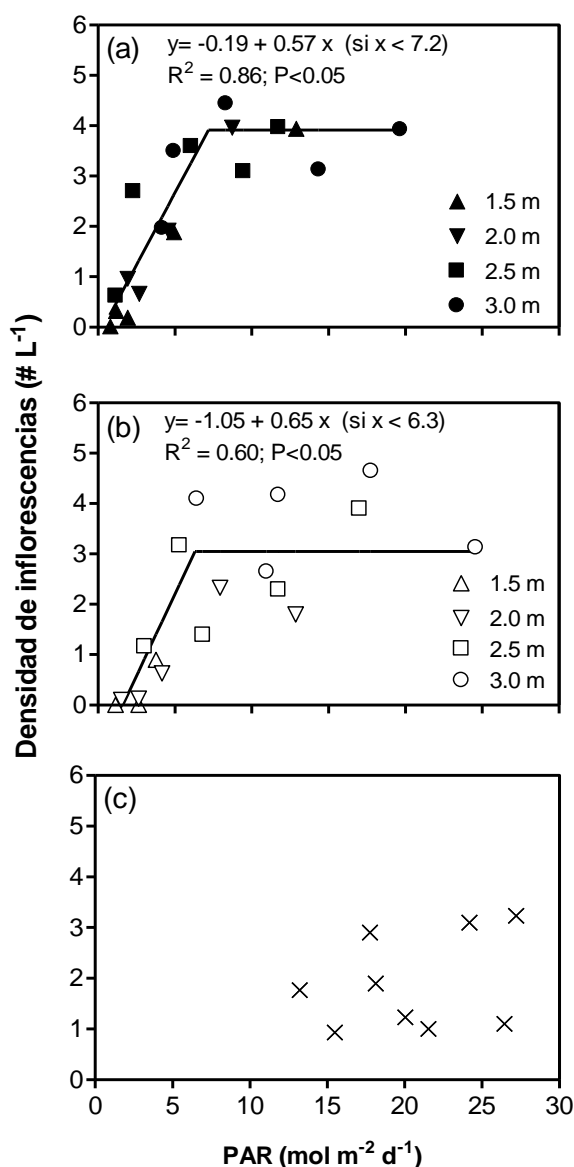 Densidad de inflorescencias (# L⁻¹)
(a)
y= -0.19 + 0.57 x (si x < 7.2)
R² = 0.86; P<0.05
6
5
4
3
2
1
0
1.5 m
2.0 m
2.5 m
3.0 m
(b)
y= -1.05 + 0.65 x (si x < 6.3)
R² = 0.60; P<0.05
6
5
4
3
2
1
0
1.5 m
2.0 m
2.5 m
3.0 m
(c)
6
5
4
3
2
1
0
0 5 10 15 20 25 30
PAR (mol m⁻² d⁻¹)